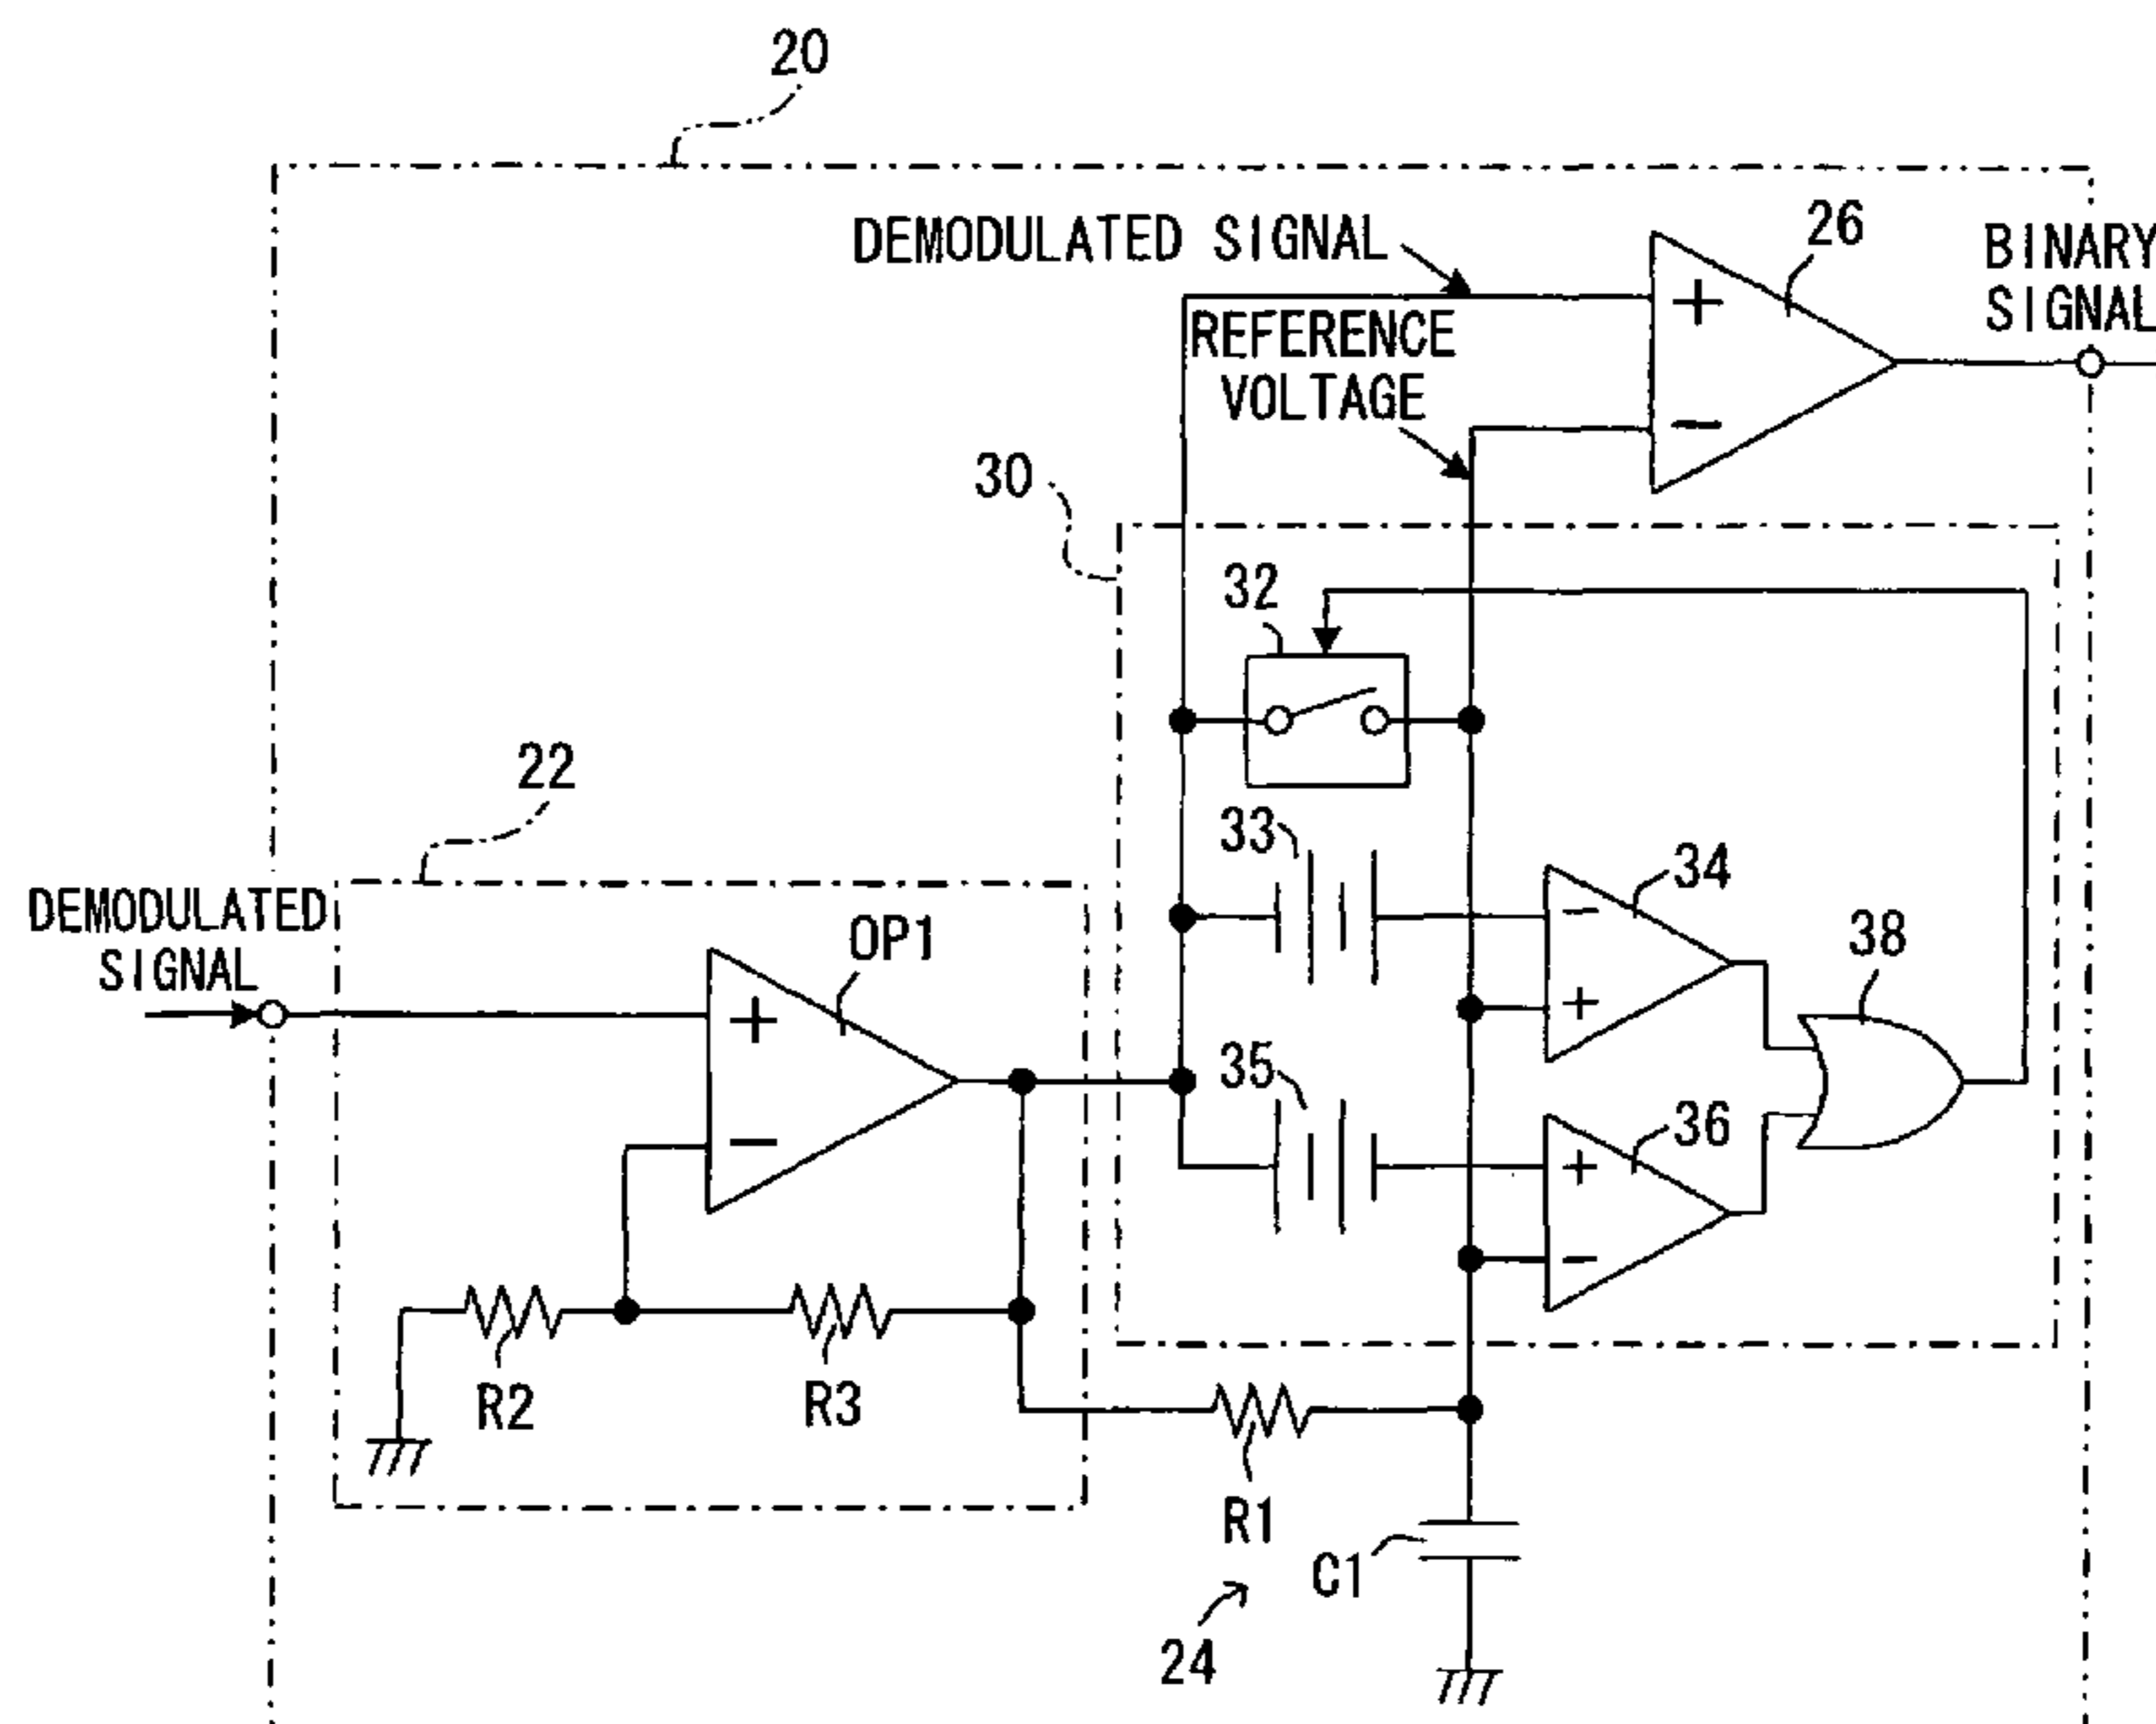 20
DEMODULATED SIGNAL
26
BINARY
SIGNAL
+
REFERENCE
VOLTAGE
−
30
32
22
33
34
DEMODULATED
SIGNAL
OP1
−
38
+
+
35
36
−
+
−
R2
R3
R1
C1
24